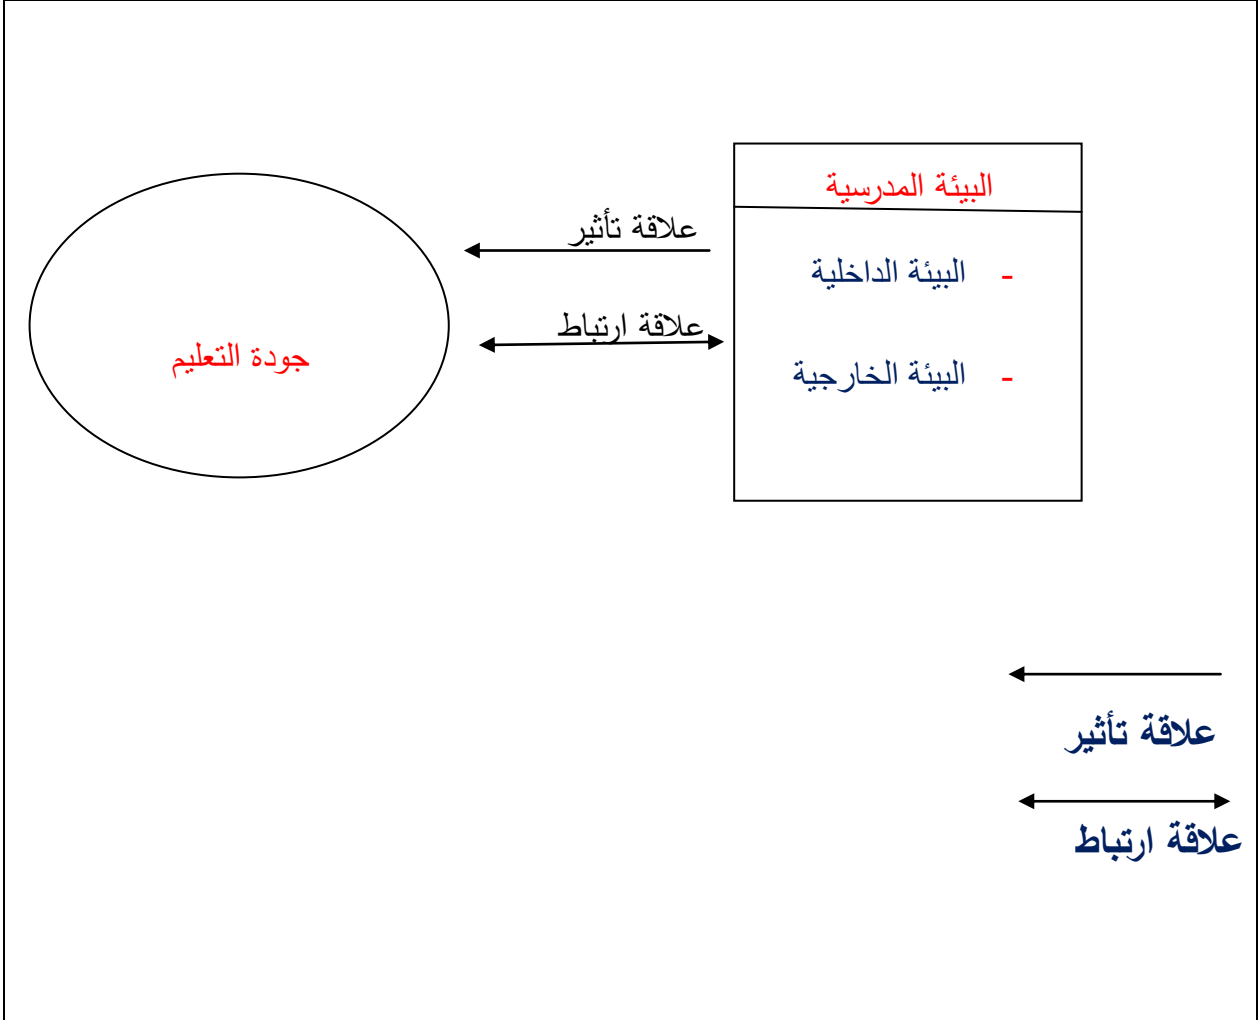 البيئة المدرسية
- البيئة الداخلية
- البيئة الخارجية
علاقة تأثير
علاقة ارتباط
جودة التعليم
علاقة تأثير
علاقة ارتباط